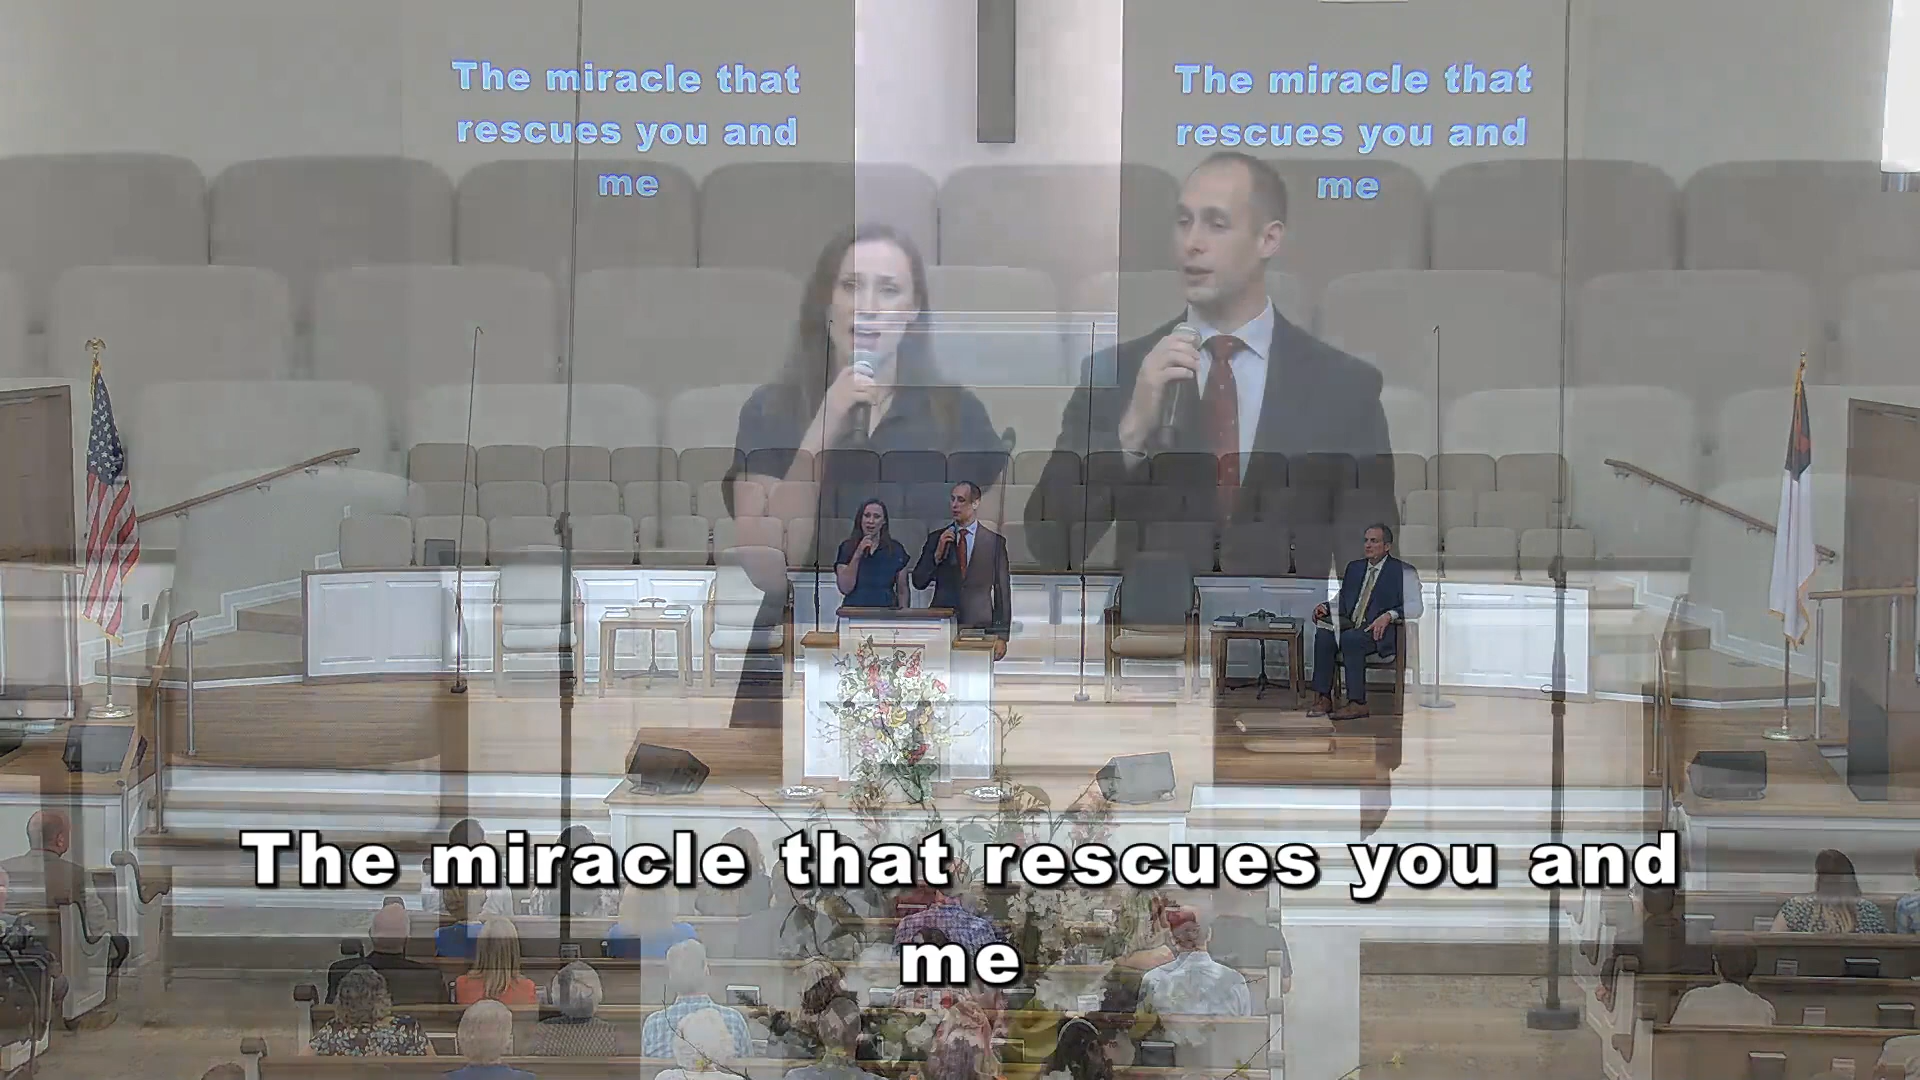 The miracle that
rescues you and
me
The miracle that
rescues you and
me
The miracle that rescues you and
me